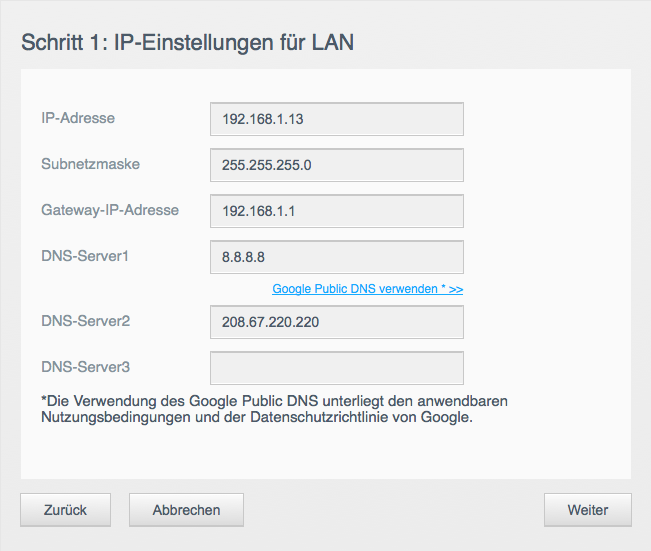 Schritt 1: IP-Einstellungen für LAN
IP-Adresse 192.168.1.13
Subnetzmaske 255.255.255.0
Gateway-IP-Adresse 192.168.1.1
DNS-Server1 8.8.8.8
Google Public DNS verwenden * >>
DNS-Server2 208.67.220.220
DNS-Server3
*Die Verwendung des Google Public DNS unterliegt den anwendbaren
Nutzungsbedingungen und der Datenschutzrichtlinie von Google.
Zurück Abbrechen Weiter